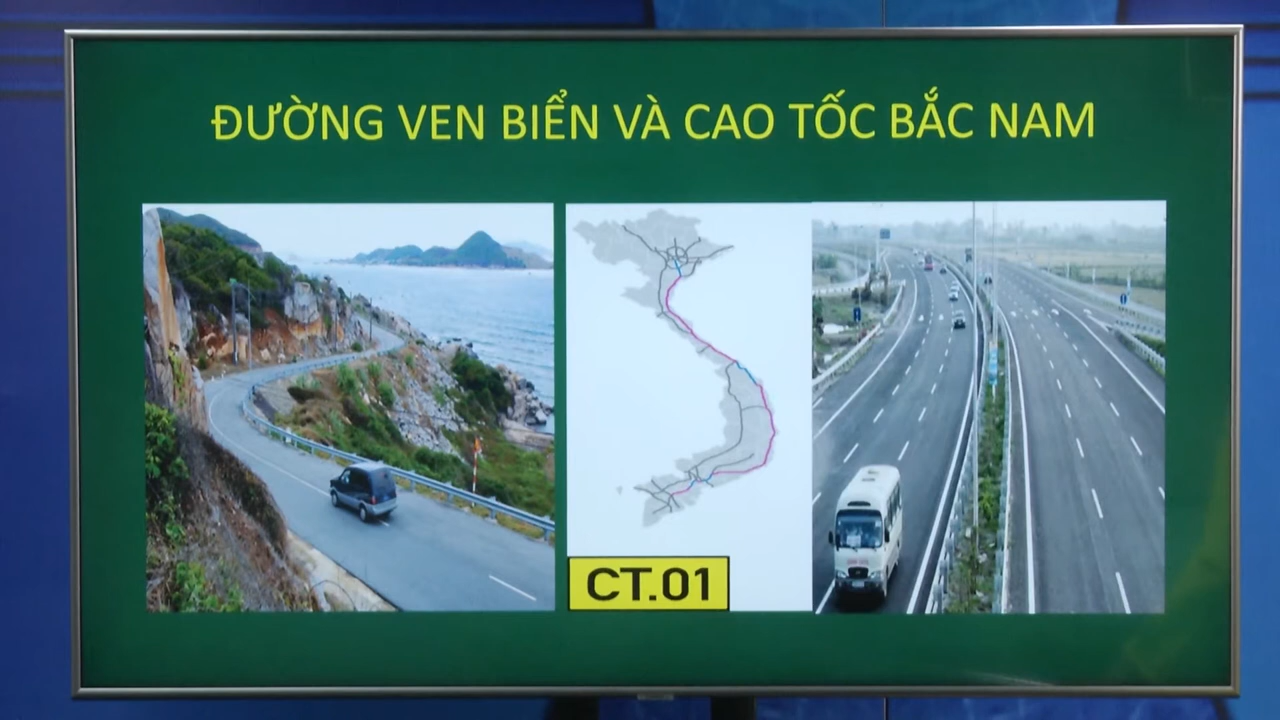 ĐƯỜNG VEN BIỂN VÀ CAO TỐC BẮC NAM
CT.01